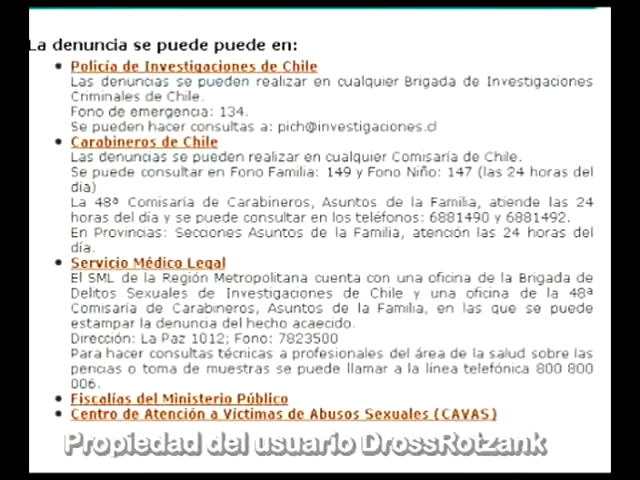 La denuncia se puede puede en:
Policía de Investigaciones de Chile
Las denuncias se pueden realizar en cualquier Brigada de Investigaciones
Criminales de Chile.
Fono de emergencia: 134.
Se pueden hacer consultas a: pich@investigaciones.cl
Carabineros de Chile
Las denuncias se pueden realizar en cualquier Comisaría de Chile.
Se puede consultar en Fono Familia: 149 y Fono Niño: 147 (las 24 horas del
día)
La 48ª Comisaría de Carabineros, Asuntos de la Familia, atiende las 24
horas del día y se puede consultar en los teléfonos: 6881490 y 6881492.
En Provincias: Secciones Asuntos de la Familia, atención las 24 horas del
día.
Servicio Médico Legal
El SML de la Región Metropolitana cuenta con una oficina de la Brigada de
Delitos Sexuales de Investigaciones de Chile y una oficina de la 48ª
Comisaría de Carabineros, Asuntos de la Familia, en las que se puede
estampar la denuncia del hecho acaecido.
Dirección: La Paz 1012; Fono: 7823500
Para hacer consultas técnicas a profesionales del área de la salud sobre las
pericias o toma de muestras se puede llamar a la línea telefónica 800 800
006.
Fiscalías del Ministerio Público
Centro de Atención a Víctimas de Abusos Sexuales (CAVAS)
Propiedad del usuario DrossRotzank